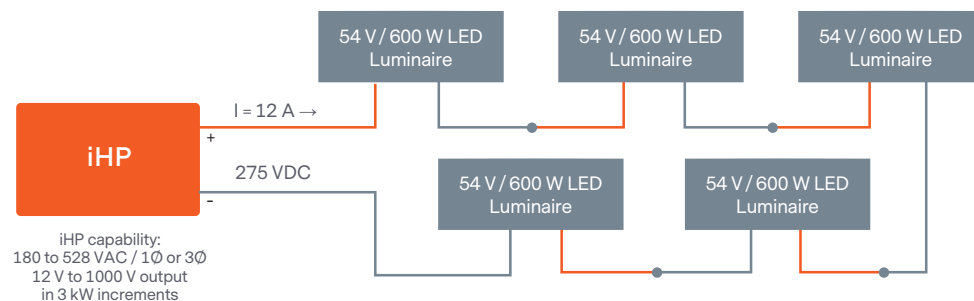 54 V / 600 W LED
Luminaire
54 V / 600 W LED
Luminaire
54 V / 600 W LED
Luminaire
I = 12 A →
+
iHP
275 VDC
-
54 V / 600 W LED
Luminaire
54 V / 600 W LED
Luminaire
iHP capability:
180 to 528 VAC / 1Ø or 3Ø
12 V to 1000 V output
in 3 kW increments